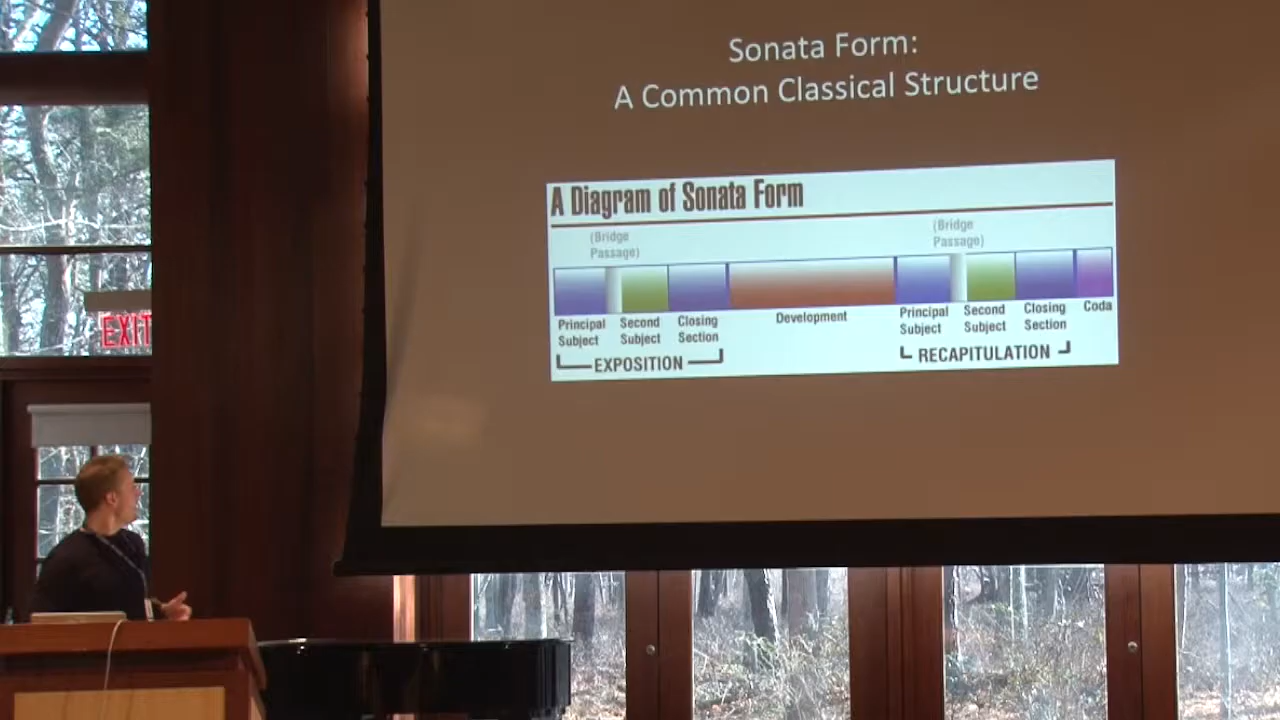 Sonata Form:
A Common Classical Structure
A Diagram of Sonata Form
(Bridge
Passage)
(Bridge
Passage)
Principal
Subject
Second
Subject
Closing
Section
Development
Principal
Subject
Second
Subject
Closing
Section
Coda
EXPOSITION
RECAPITULATION
EXIT